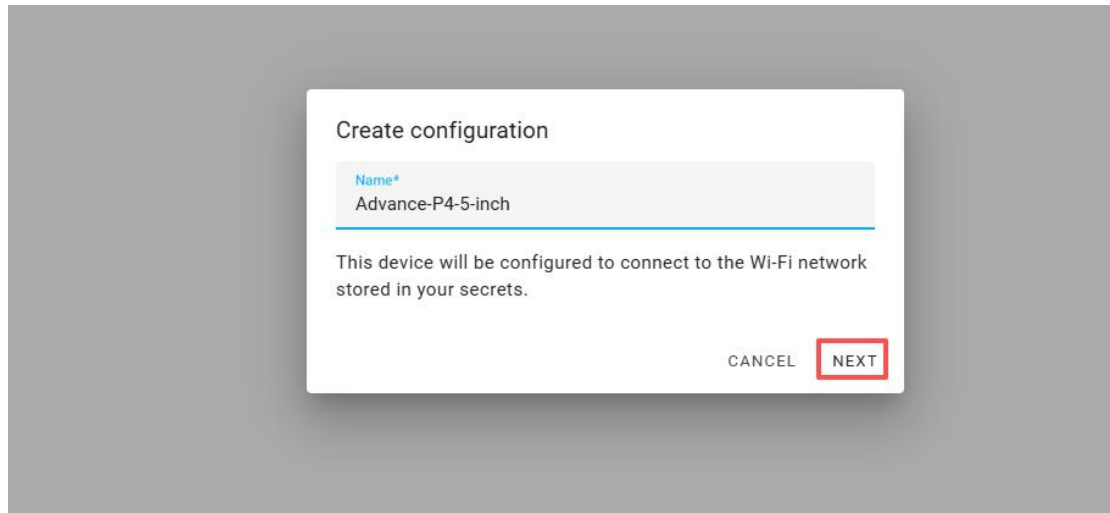 Create configuration
Name*
Advance-P4-5-inch
This device will be configured to connect to the Wi-Fi network
stored in your secrets.
CANCEL NEXT